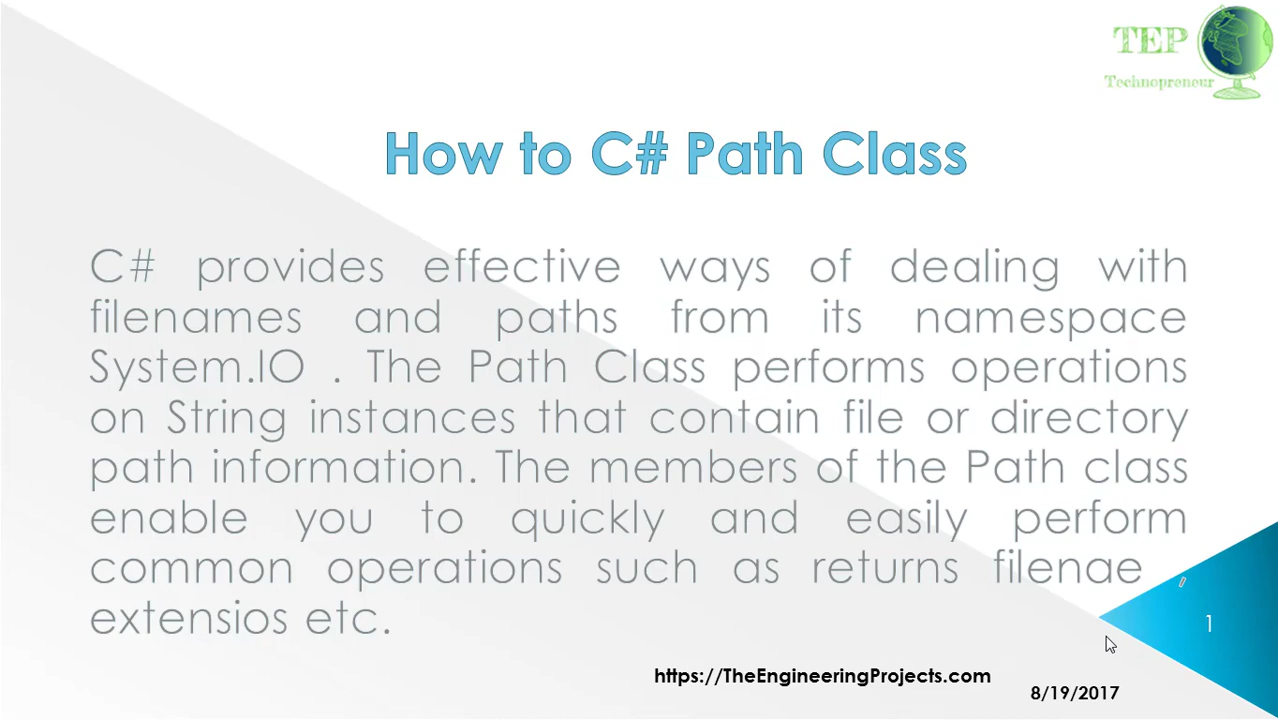 TEP
Technopreneur
How to C# Path Class
C# provides effective ways of dealing with
filenames and paths from its namespace
System.IO . The Path Class performs operations
on String instances that contain file or directory
path information. The members of the Path class
enable you to quickly and easily perform
common operations such as returns filenae ,
extensios etc.
1
https://TheEngineeringProjects.com
8/19/2017